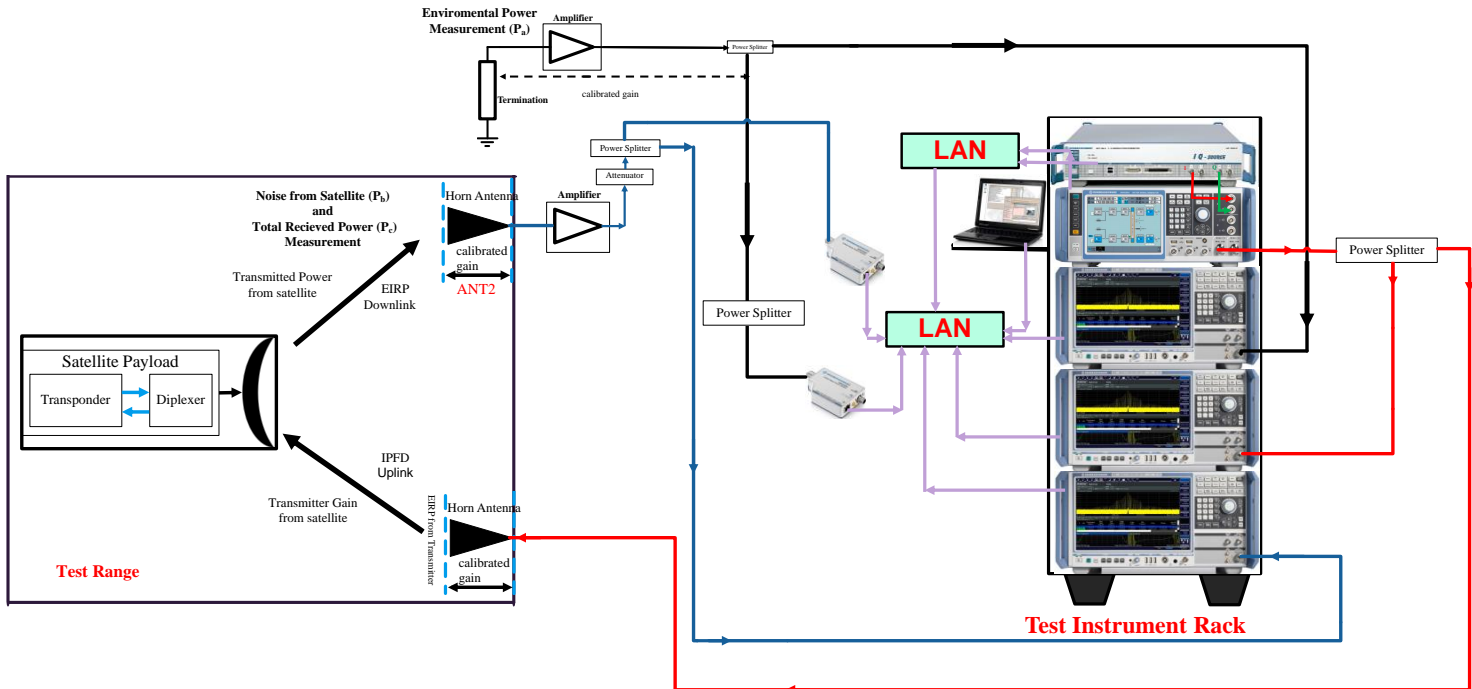 Enviromental Power
Measurement (Pa)
Amplifier
Power Splitter
calibrated gain
Termination
Power Splitter
Attenuator
Amplifier
Noise from Satellite (Pb)
and
Total Recieved Power (Pc)
Measurement
Horn Antenna
calibrated
gain
ANT2
Transmitted Power
from satellite
EIRP
Downlink
Satellite Payload
Transponder
Diplexer
IPFD
Uplink
Transmitter Gain
from satellite
EIRP from Transmitter
Horn Antenna
calibrated
gain
Test Range
Power Splitter
LAN
LAN
I Q - SOURCE
Power Splitter
Test Instrument Rack